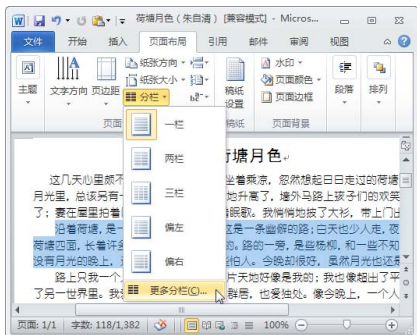 荷塘月色（朱自清）[兼容模式] - Micros...
文件 开始 插入 页面布局 引用 邮件 审阅 视图
主题 文字方向 页边距 纸张方向 纸张大小 分栏
稿纸设置 水印 页面颜色 页面边框 段落 排列
页面 稿纸 页面背景
一栏
两栏
三栏
偏左
偏右
更多分栏(C)...
荷塘月色
这几天心里颇不 坐着乘凉，忽然想起日日走过的荷塘
月光里，总该另有一 地升高了，墙外马路上孩子们的欢笑
了；妻在屋里拍着 眠歌。我悄悄地披了大衫，带上门出
沿着荷塘，是一 这是一条幽僻的路；白天也少人走，夜
荷塘四面，长着许多 的。路的一旁，是些杨柳，和一些不知
没有月光的晚上， 人。今晚却很好，虽然月光也还是
路上只我一个人 片天地好像是我的；我也像超出了平
了另一世界里。我 群居，也爱独处。像今晚上，一个人
页面: 1/1 字数: 118/1,382 100%